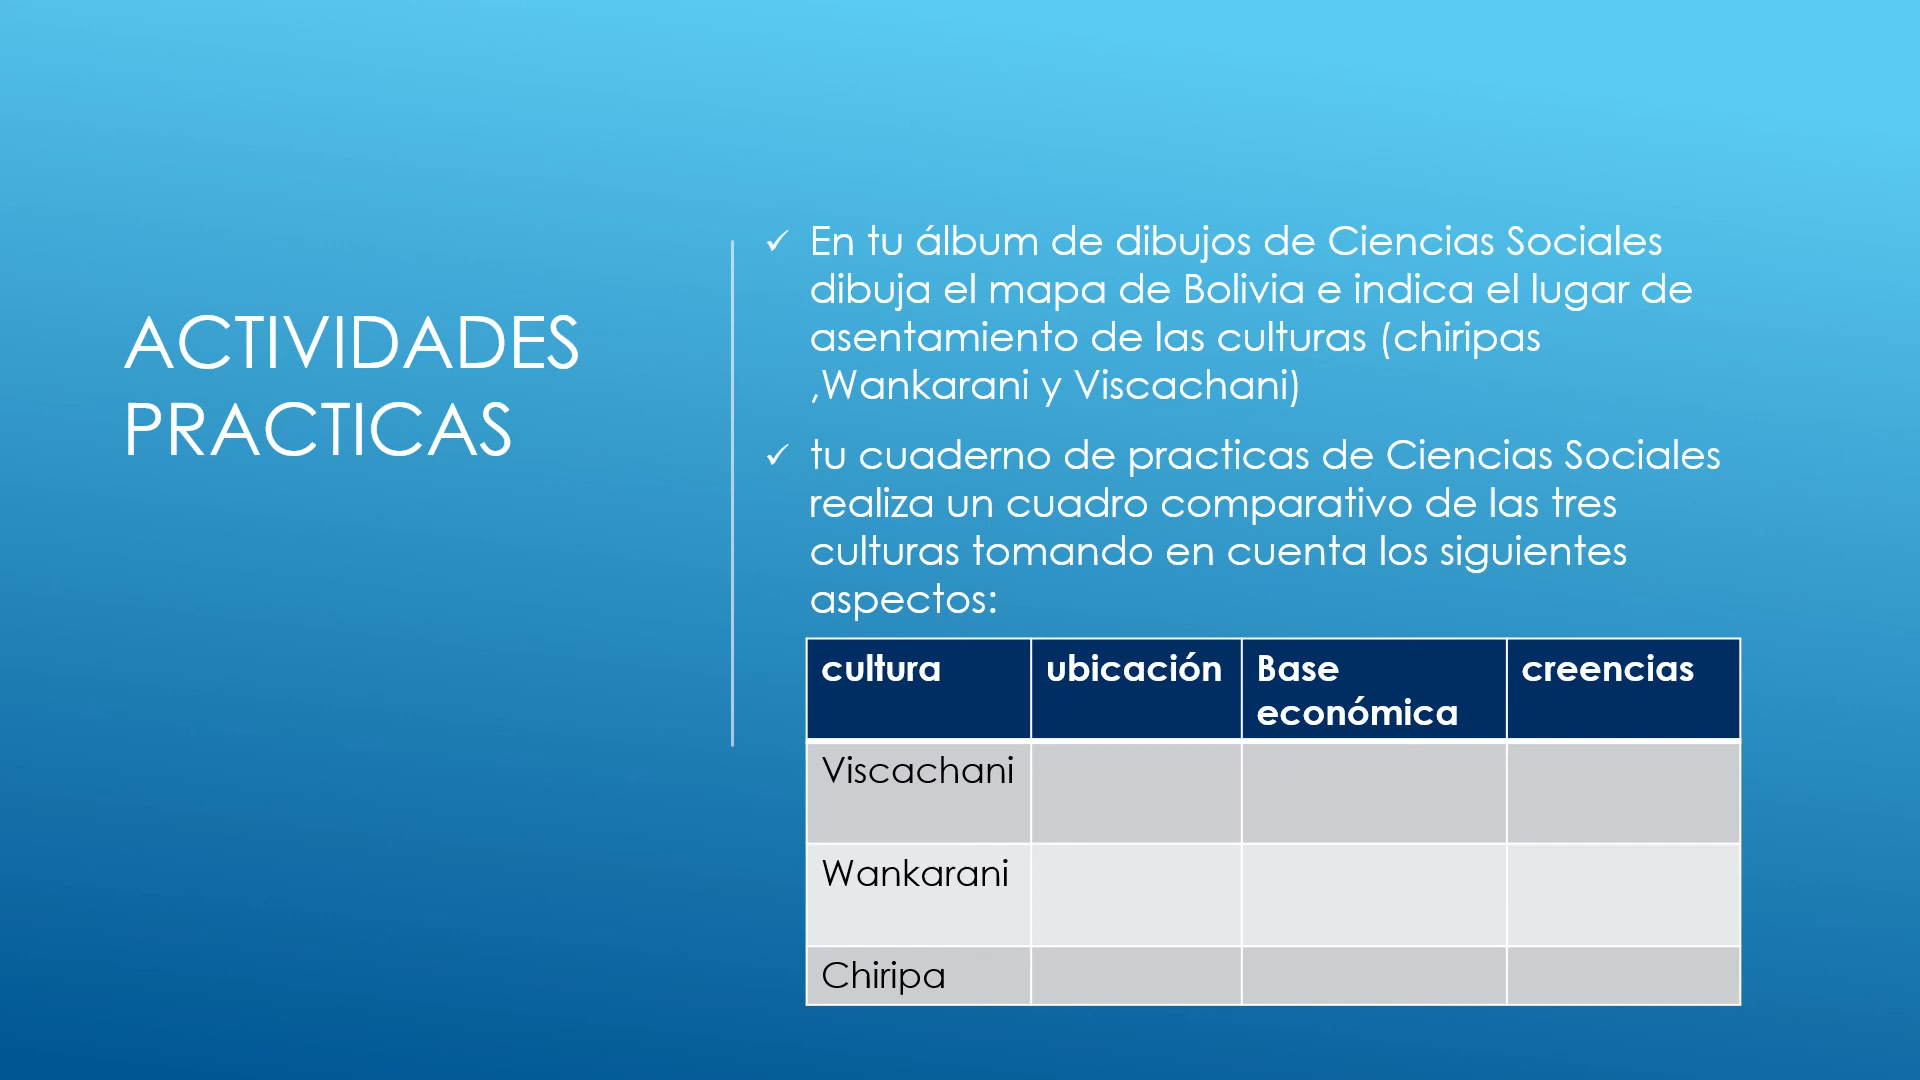 ACTIVIDADES
PRACTICAS
✓ En tu álbum de dibujos de Ciencias Sociales
dibuja el mapa de Bolivia e indica el lugar de
asentamiento de las culturas (chiripas
,Wankarani y Viscachani)
✓ tu cuaderno de practicas de Ciencias Sociales
realiza un cuadro comparativo de las tres
culturas tomando en cuenta los siguientes
aspectos:
cultura ubicación Base económica creencias
Viscachani
Wankarani
Chiripa